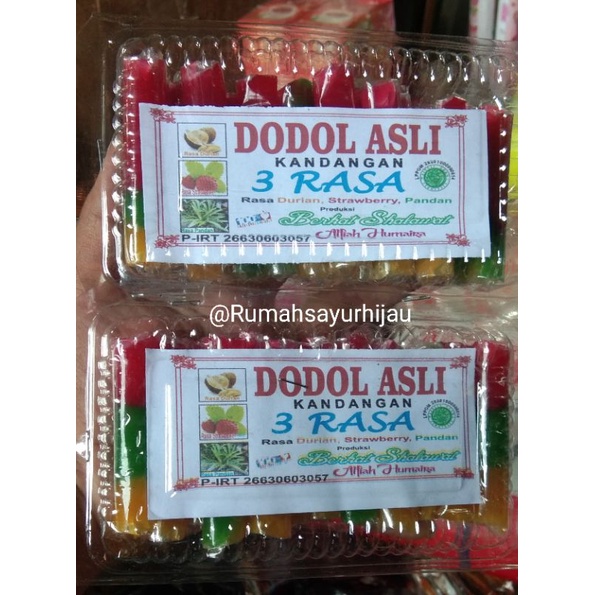 DODOL ASLI
KANDANGAN
3 RASA
Rasa Durian, Strawberry, Pandan
Produksi
Berkat Shalawat
Alfiah Humaira
P-IRT 26630603057
@Rumahsayurhijau
DODOL ASLI
KANDANGAN
3 RASA
Rasa Durian, Strawberry, Pandan
Produksi
Berkat Shalawat
Alfiah Humaira
P-IRT 26630603057